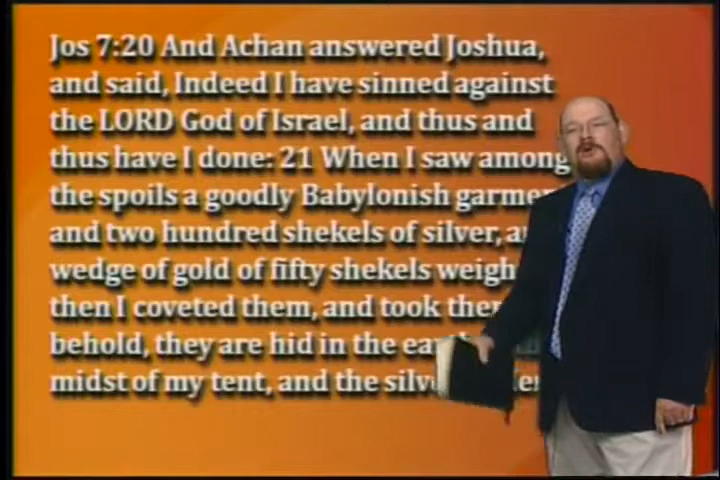 Jos 7:20 And Achan answered Joshua,
and said, Indeed I have sinned against
the LORD God of Israel, and thus and
thus have I done: 21 When I saw among
the spoils a goodly Babylonish
and two hundred shekels of silver,
wedge of gold of fifty shekels
then I coveted them, and took
behold, they are hid in the
midst of my tent, and the